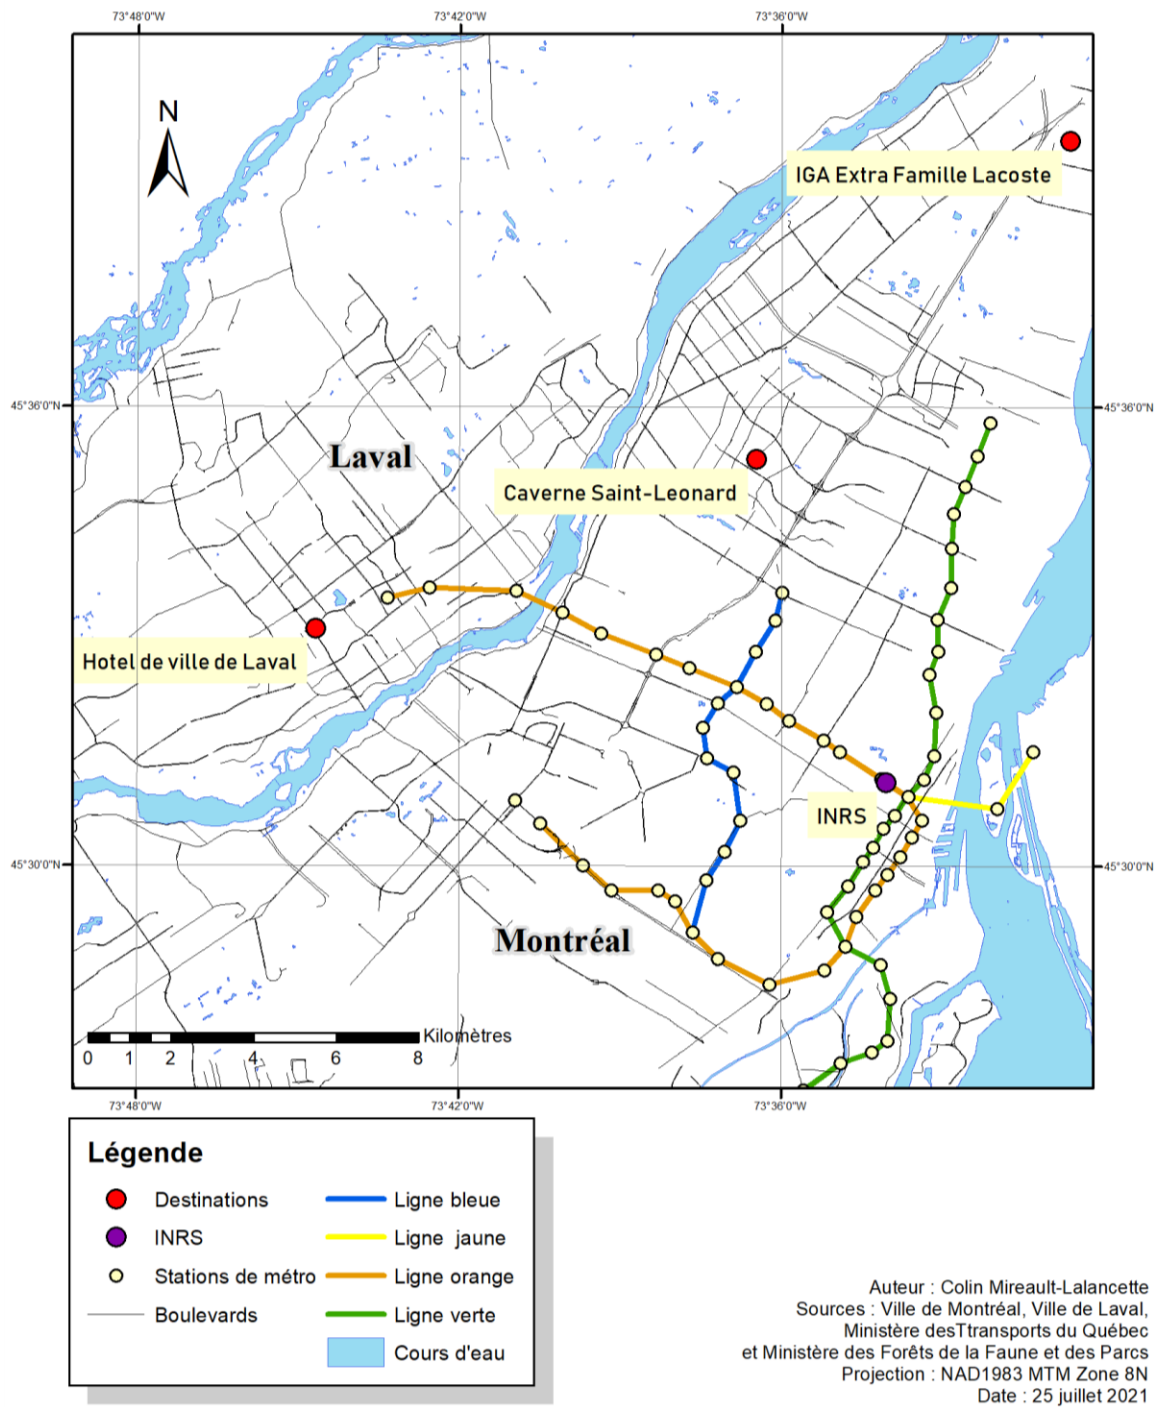 73°48'0"W 73°42'0"W 73°36'0"W
N
IGA Extra Famille Lacoste
45°36'0"N 45°36'0"N
Laval
Caverne Saint-Leonard
Hotel de ville de Laval
INRS
45°30'0"N 45°30'0"N
Montréal
Kilomètres
0 1 2 4 6 8
73°48'0"W 73°42'0"W 73°36'0"W
Légende
Destinations Ligne bleue
INRS Ligne jaune
Stations de métro Ligne orange
Boulevards Ligne verte
Cours d'eau
Auteur : Colin Mireault-Lalancette
Sources : Ville de Montréal, Ville de Laval,
Ministère desTtransports du Québec
et Ministère des Forêts de la Faune et des Parcs
Projection : NAD1983 MTM Zone 8N
Date : 25 juillet 2021